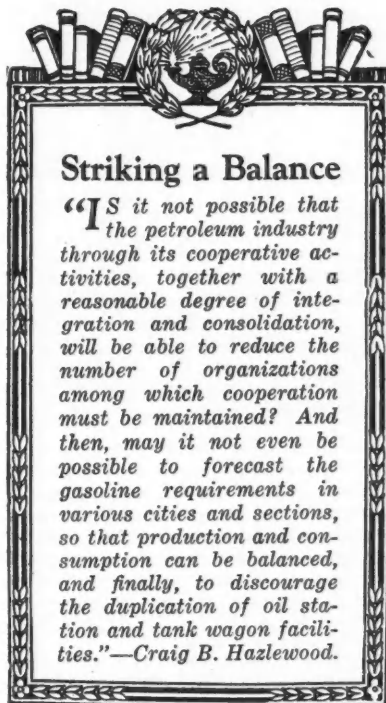 Striking a Balance
"IS it not possible that
the petroleum industry
through its cooperative ac-
tivities, together with a
reasonable degree of inte-
gration and consolidation,
will be able to reduce the
number of organizations
among which cooperation
must be maintained? And
then, may it not even be
possible to forecast the
gasoline requirements in
various cities and sections,
so that production and con-
sumption can be balanced,
and finally, to discourage
the duplication of oil sta-
tion and tank wagon facili-
ties."—Craig B. Hazlewood.